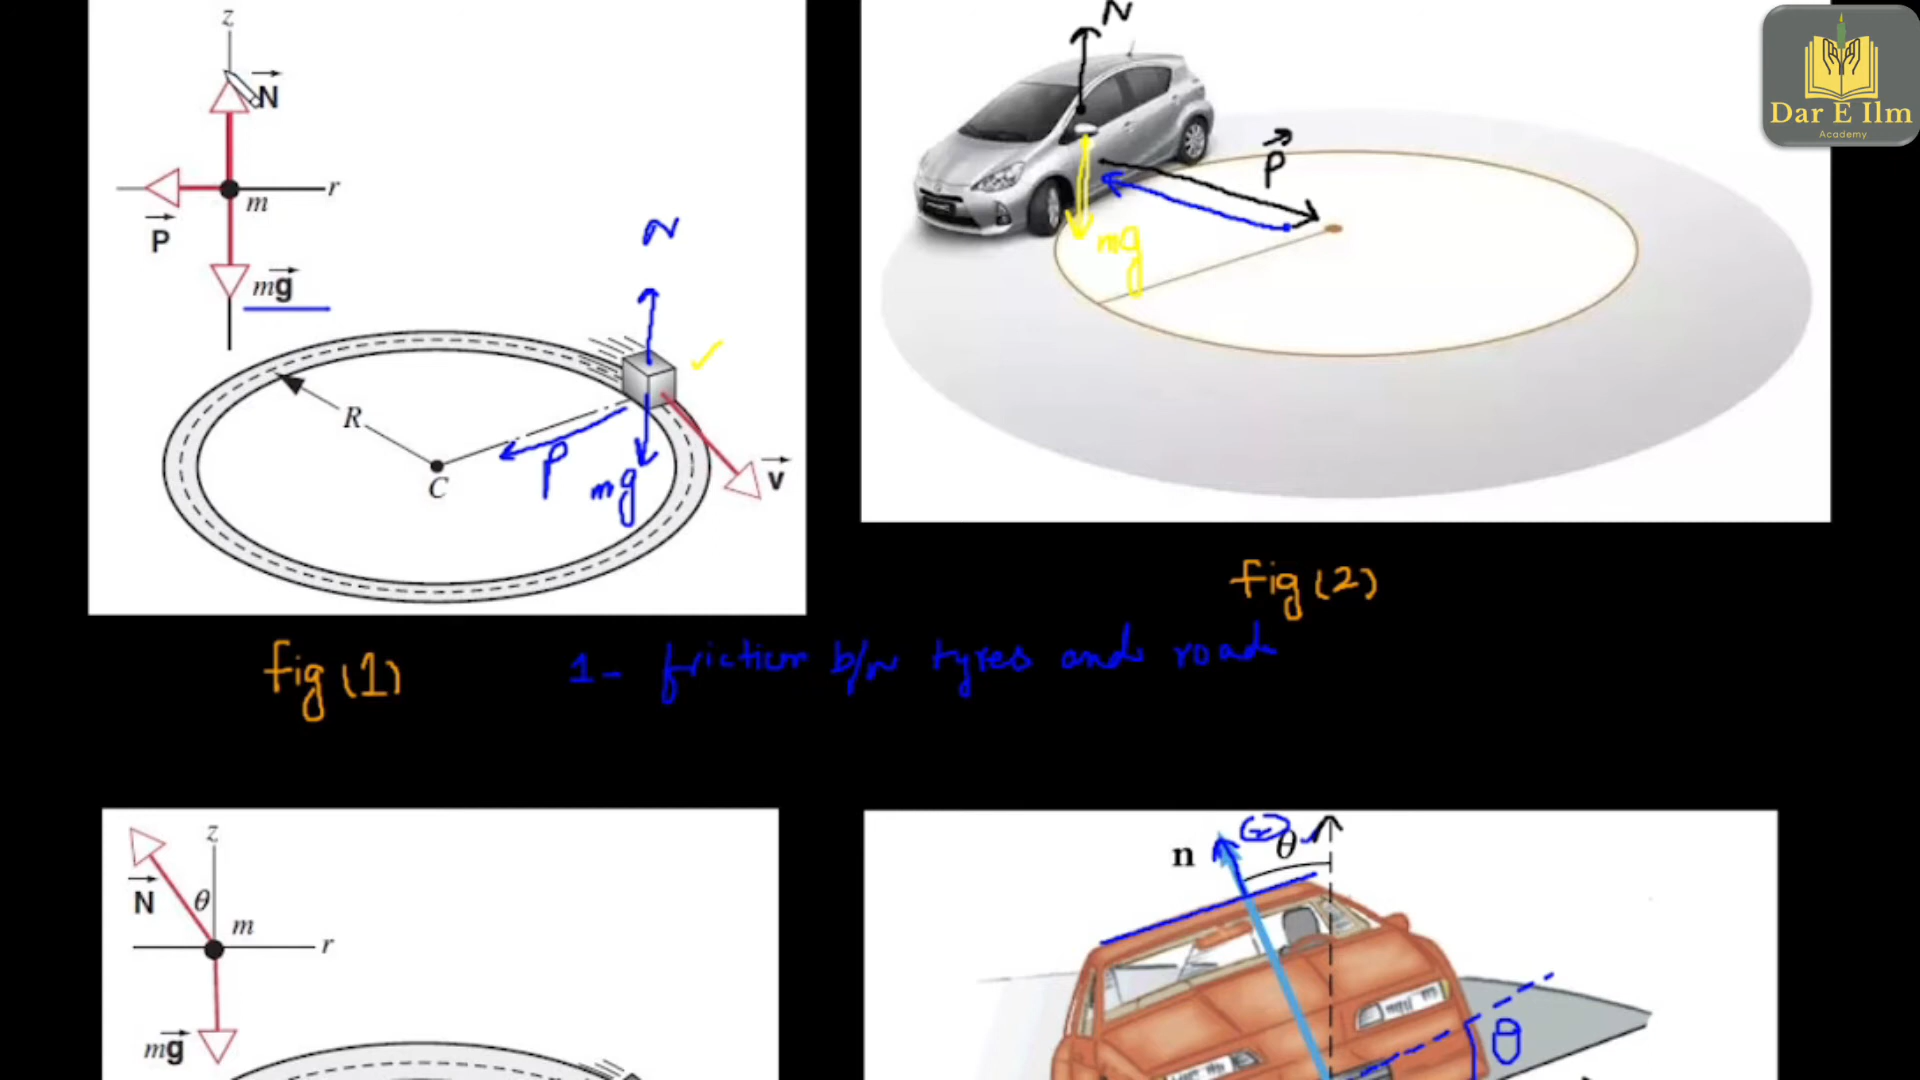 z
N
r
m
P
mg
N
R
C
P
mg
v
fig (1)
N
P
mg
fig (2)
1- friction b/w tyres and road
Dar E Ilm
Academy
z
N
θ
m
r
mg
n
θ
θ